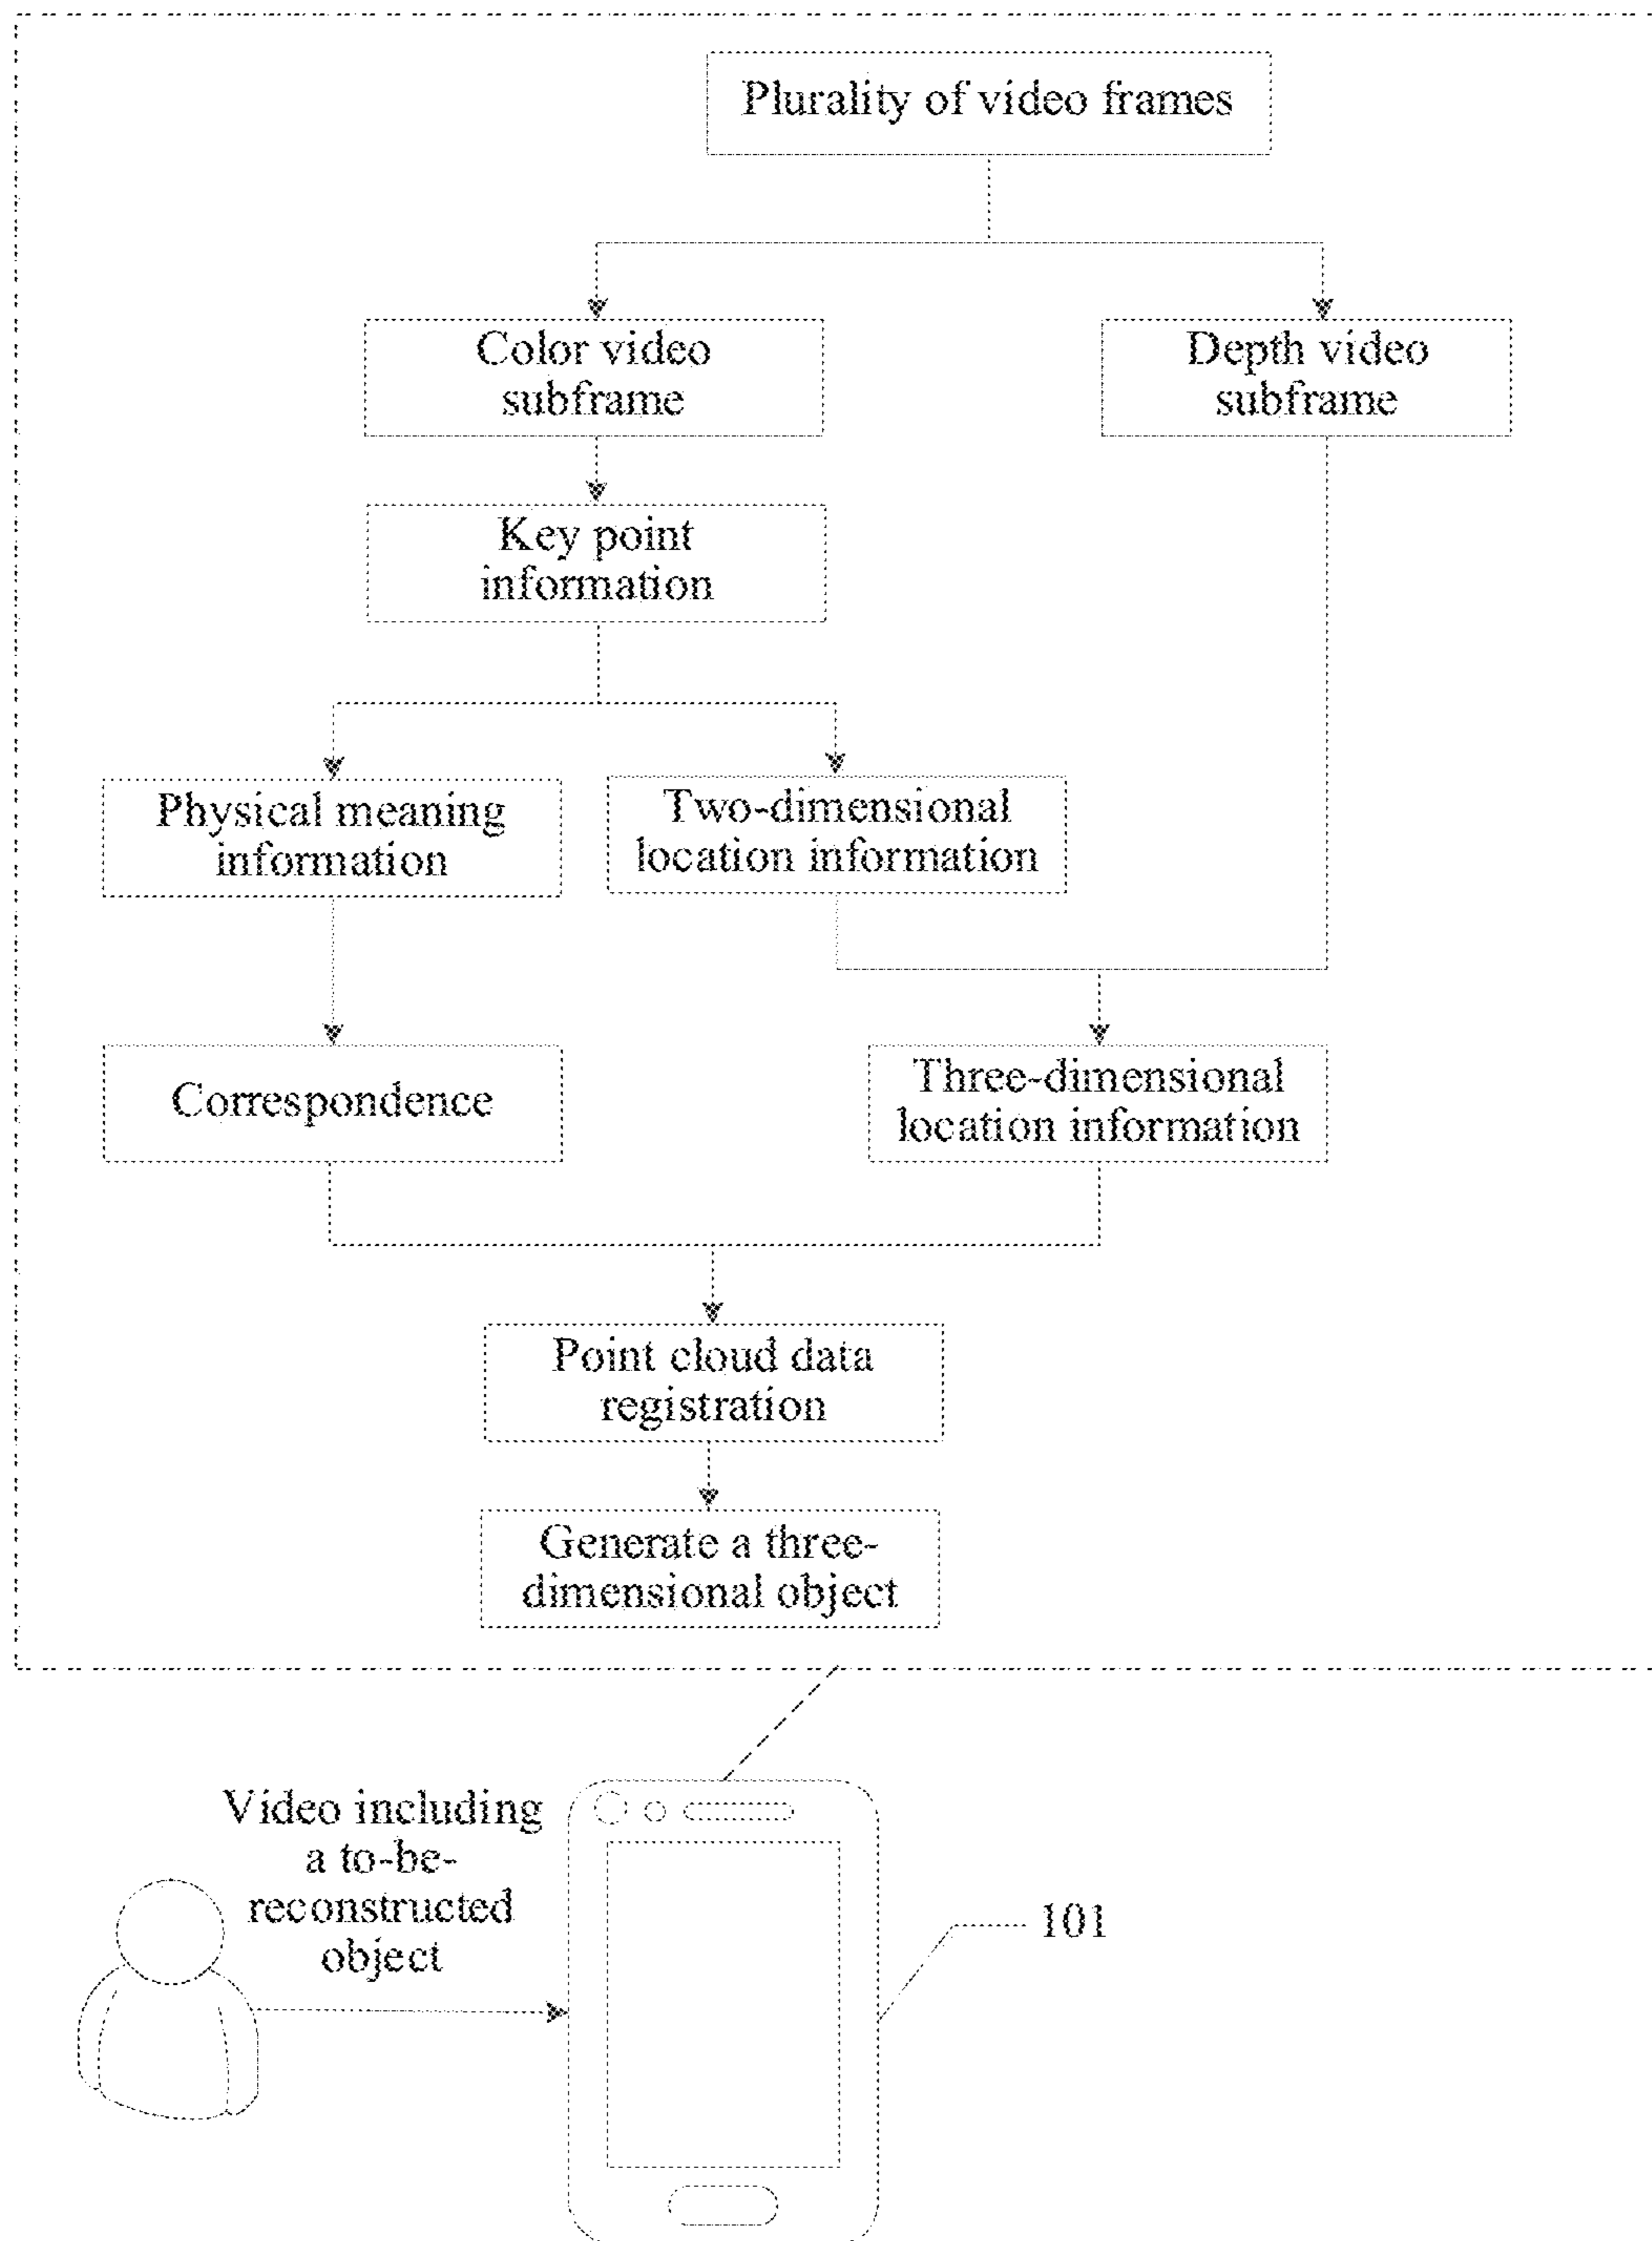 Plurality of video frames
Color video
subframe
Depth video
subframe
Key point
information
Physical meaning
information
Two-dimensional
location information
Correspondence
Three-dimensional
location information
Point cloud data
registration
Generate a three-
dimensional object
Video including
a to-be-
reconstructed
object
101